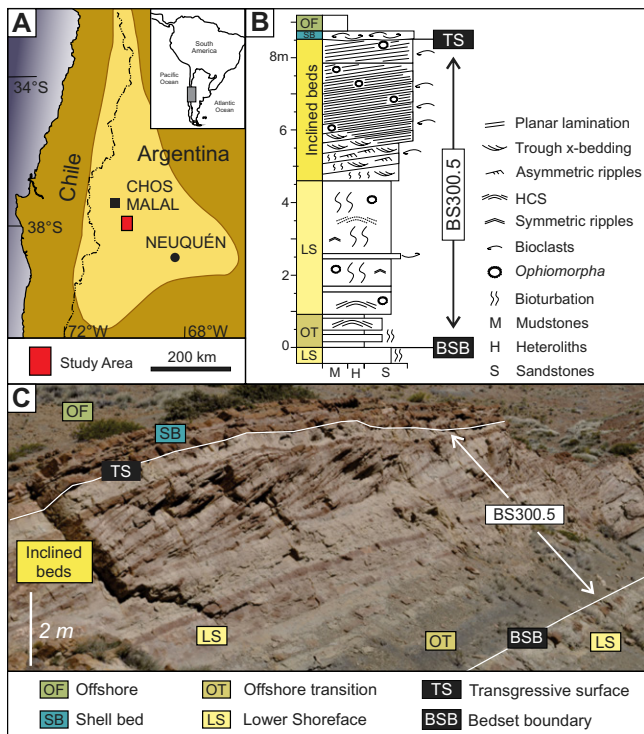 A
South
America
Pacific
Ocean
Atlantic
Ocean
34°S
Argentina
Chile
CHOS
MALAL
38°S
NEUQUÉN
72°W
68°W
Study Area
200 km
B
OF
SB
8m
TS
Inclined beds
6
4
LS
BS300.5
2
OT
0
LS
BSB
M H S
Planar lamination
Trough x-bedding
Asymmetric ripples
HCS
Symmetric ripples
Bioclasts
Ophiomorpha
Bioturbation
M Mudstones
H Heteroliths
S Sandstones
C
OF
SB
TS
BS300.5
Inclined
beds
2 m
LS
OT
BSB
LS
OF Offshore
OT Offshore transition
TS Transgressive surface
SB Shell bed
LS Lower Shoreface
BSB Bedset boundary